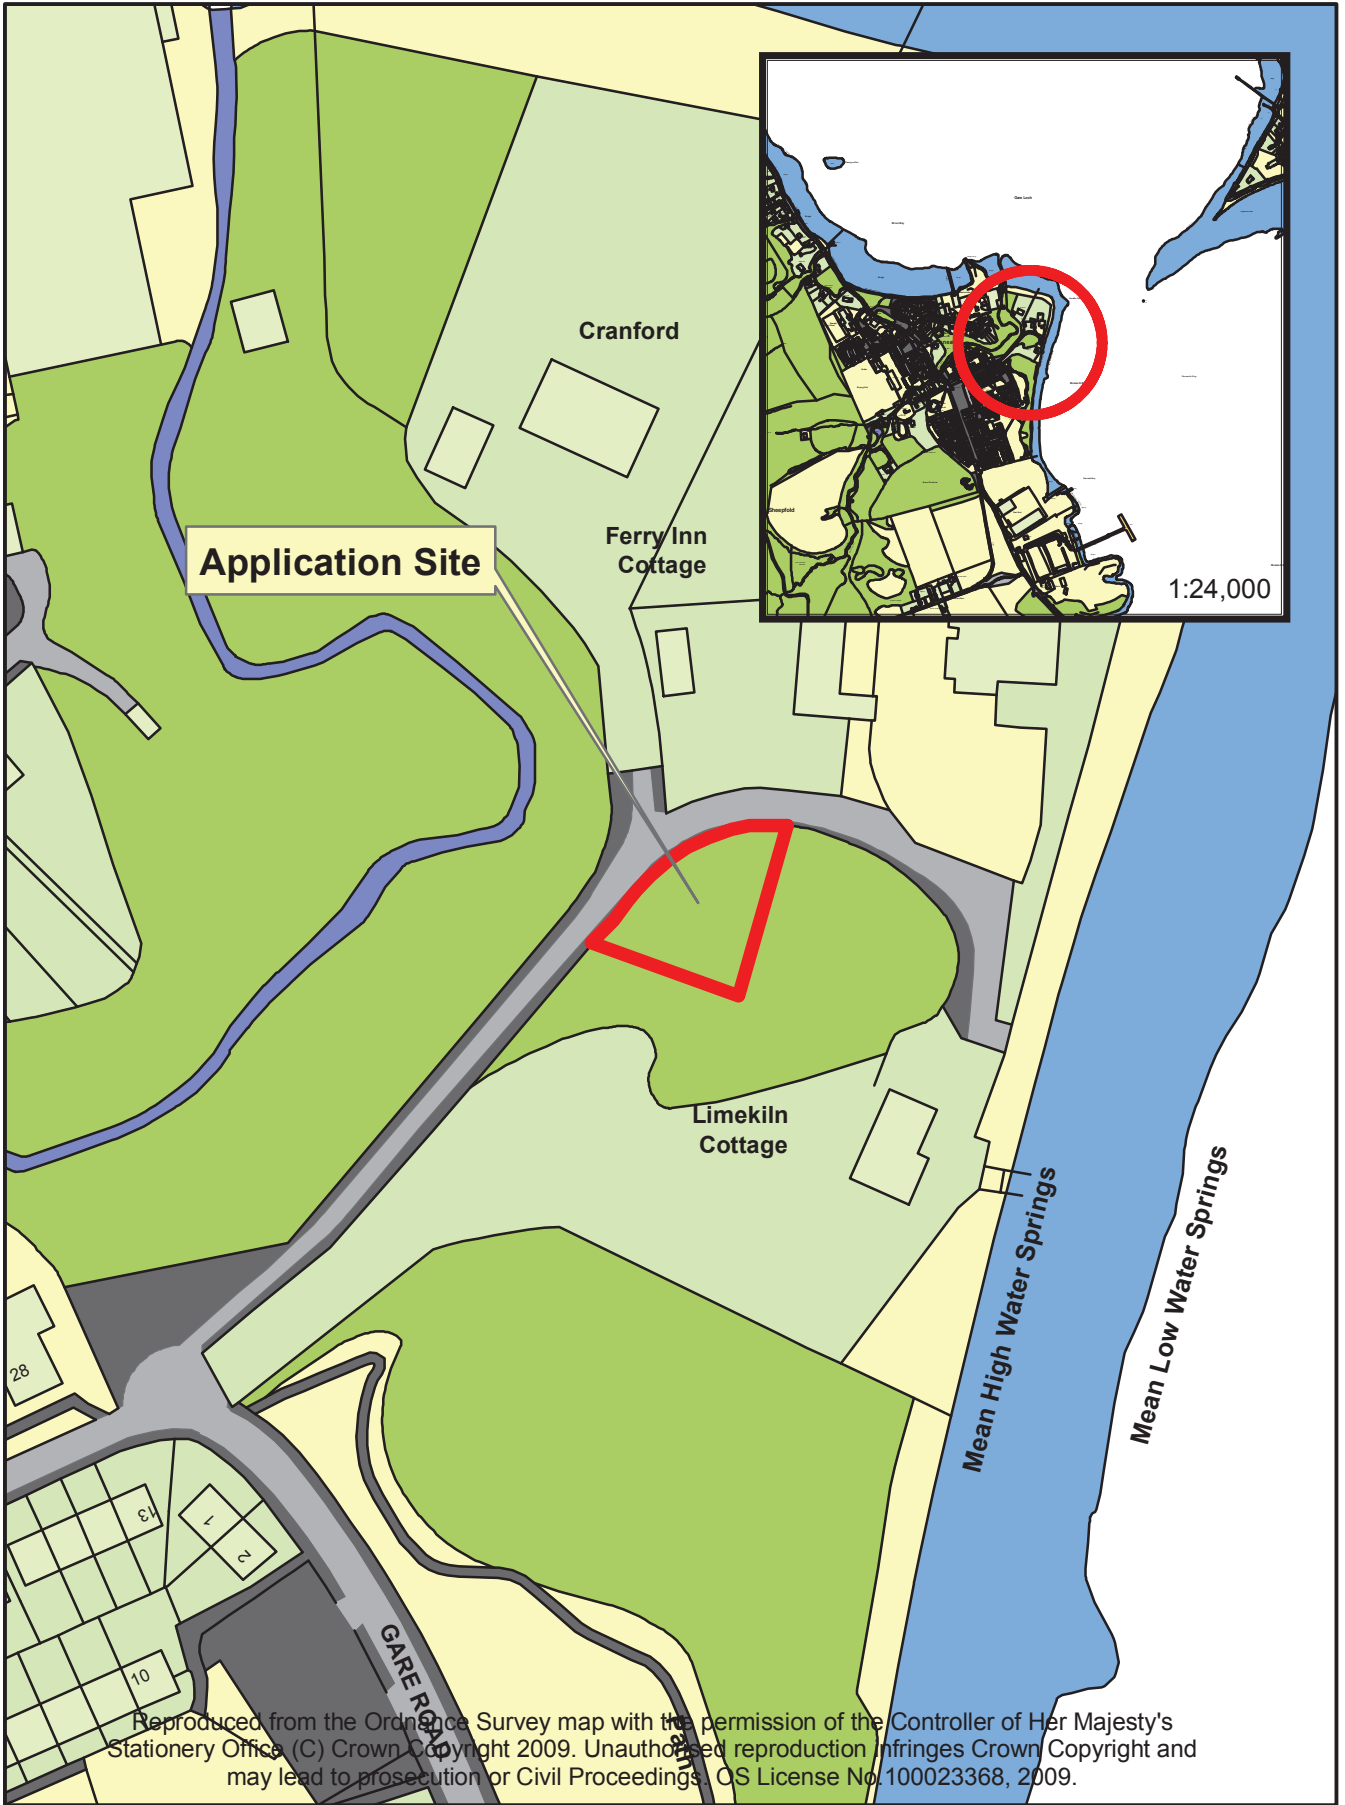 Cranford
Ferry Inn
Cottage
Application Site
Sheepfold
1:24,000
Limekiln
Cottage
Mean High Water Springs
Mean Low Water Springs
28
13
1
2
10
GARE ROAD
Path
Reproduced from the Ordnance Survey map with the permission of the Controller of Her Majesty's
Stationery Office (C) Crown Copyright 2009. Unauthorised reproduction infringes Crown Copyright and
may lead to prosecution or Civil Proceedings. OS License No.100023368, 2009.